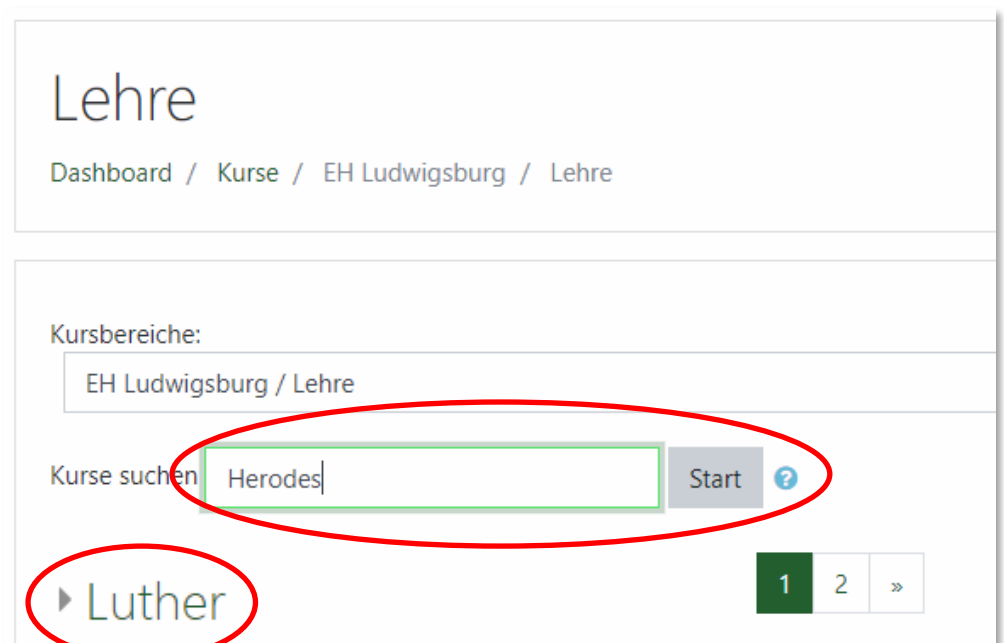 Lehre
Dashboard / Kurse / EH Ludwigsburg / Lehre
Kursbereiche:
EH Ludwigsburg / Lehre
Kurse suchen Herodes Start ?
Luther
1 2 »